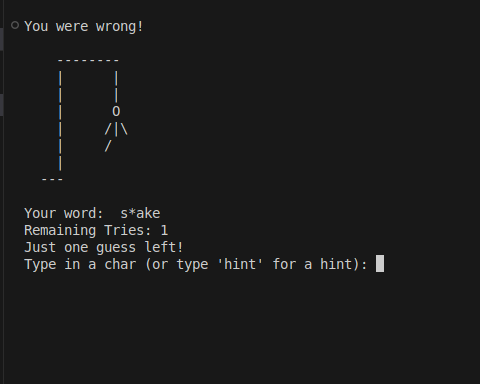 You were wrong!
    --------
    |      |
    |      |
    |      O
    |     /|\
    |     /
    |
  ---
Your word:  s*ake
Remaining Tries: 1
Just one guess left!
Type in a char (or type 'hint' for a hint):